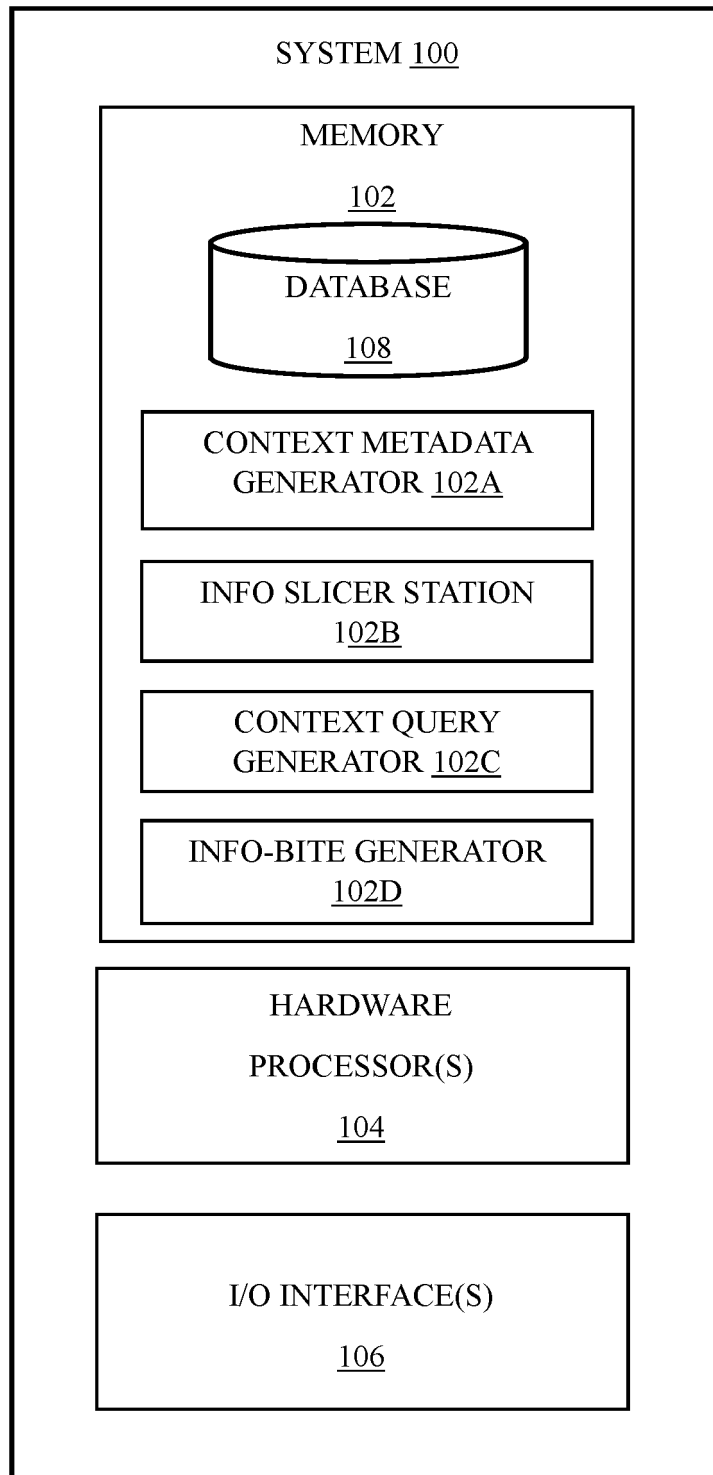 SYSTEM 100
MEMORY
102
DATABASE
108
CONTEXT METADATA
GENERATOR 102A
INFO SLICER STATION
102B
CONTEXT QUERY
GENERATOR 102C
INFO-BITE GENERATOR
102D
HARDWARE
PROCESSOR(S)
104
I/O INTERFACE(S)
106